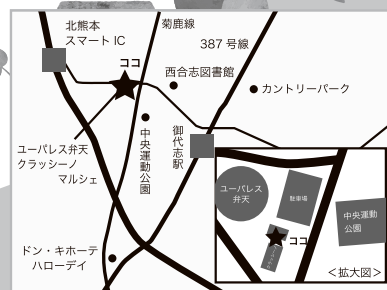 北熊本
スマート IC
菊鹿線
387 号線
ココ
西合志図書館
カントリーパーク
ユーパレス弁天
クラッシーノ
マルシェ
中央運動公園
御代志駅
ドン・キホーテ
ハローデイ
ユーパレス
弁天
駐車場
中央運動
公園
ココ
＜拡大図＞